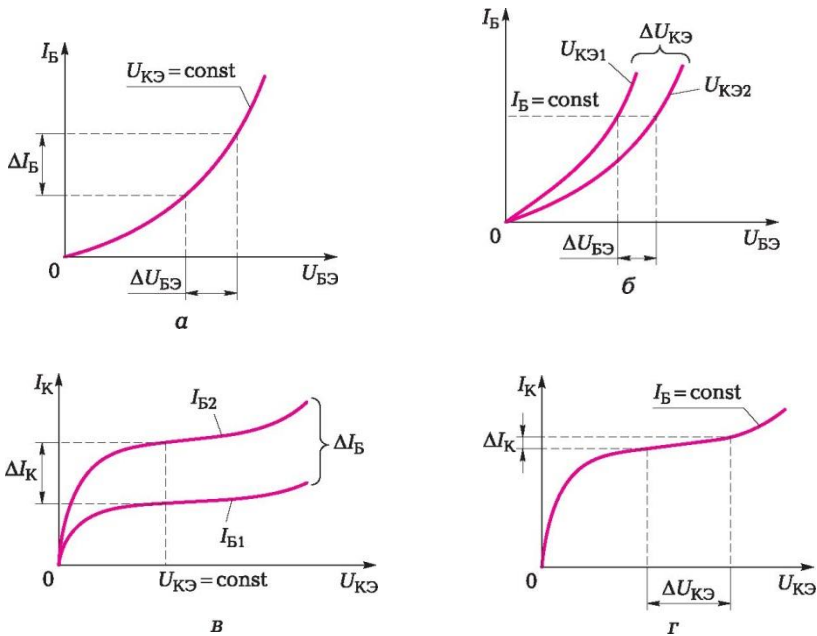 I_Б
U_КЭ = const
ΔI_Б
0
ΔU_БЭ
U_БЭ
а
I_Б
U_КЭ1
ΔU_КЭ
I_Б = const
U_КЭ2
0
ΔU_БЭ
U_БЭ
б
I_К
I_Б2
ΔI_Б
ΔI_К
I_Б1
0
U_КЭ = const
U_КЭ
в
I_К
I_Б = const
ΔI_К
0
ΔU_КЭ
U_КЭ
г